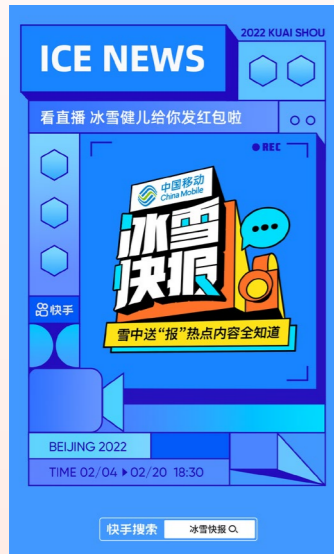 2022 KUAI SHOU
ICE NEWS
看直播 冰雪健儿给你发红包啦
REC
中国移动
China Mobile
冰雪
快报
快手
雪中送“报”热点内容全知道
BEIJING 2022
TIME 02/04 ▶ 02/20 18:30
快手搜索 冰雪快报